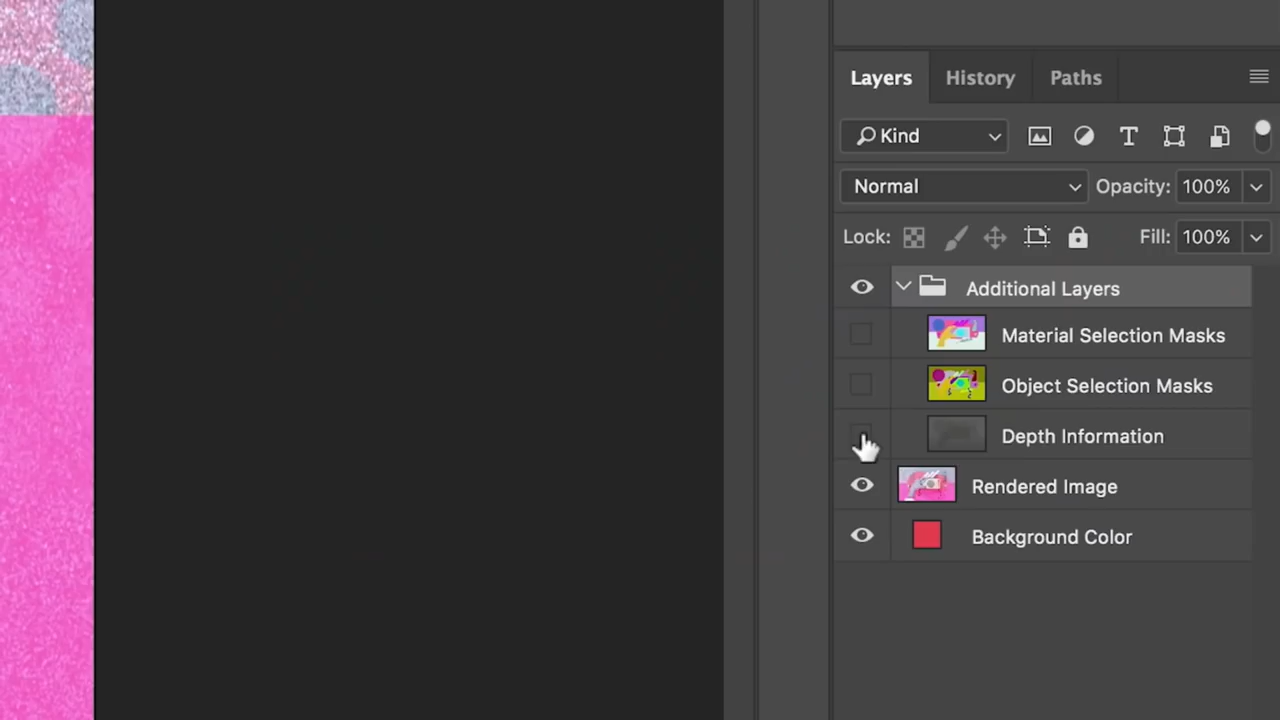 Layers History Paths
Kind
Normal Opacity: 100%
Lock: Fill: 100%
Additional Layers
Material Selection Masks
Object Selection Masks
Depth Information
Rendered Image
Background Color